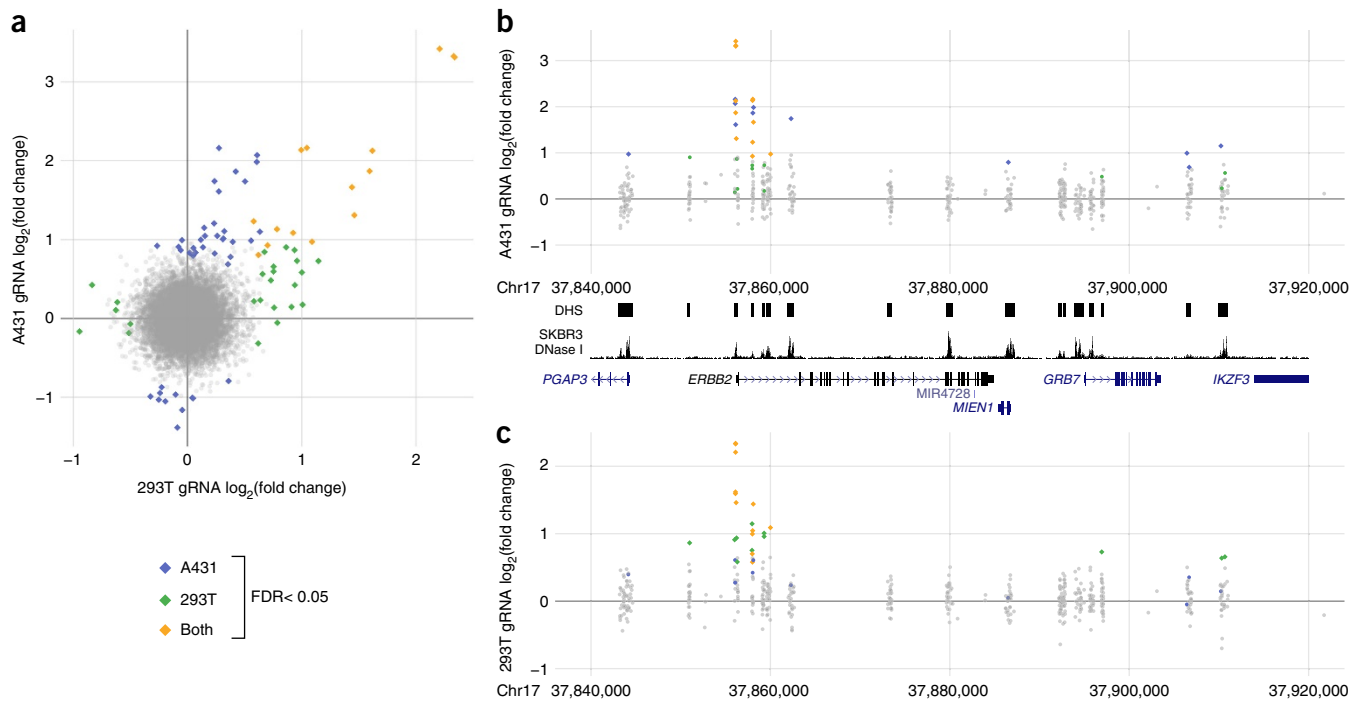 a
A431 gRNA log2(fold change)
3
2
1
0
−1
−1 0 1 2
293T gRNA log2(fold change)
A431
293T
Both
FDR< 0.05
b
A431 gRNA log2(fold change)
3
2
1
0
−1
Chr17 37,840,000 37,860,000 37,880,000 37,900,000 37,920,000
DHS
SKBR3
DNase I
PGAP3 ERBB2 GRB7 IKZF3
MIR4728
MIEN1
c
293T gRNA log2(fold change)
2
1
0
−1
Chr17 37,840,000 37,860,000 37,880,000 37,900,000 37,920,000